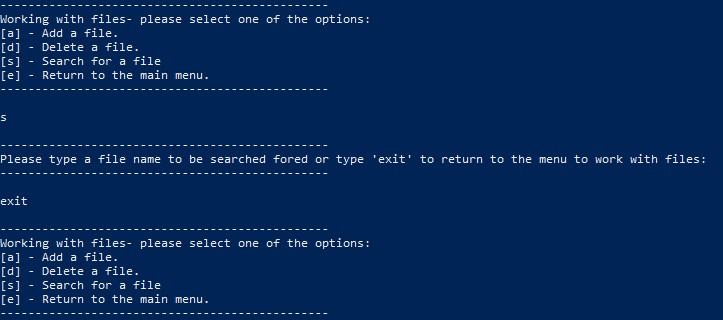 -----------------------------------------------
Working with files- please select one of the options:
[a] - Add a file.
[d] - Delete a file.
[s] - Search for a file
[e] - Return to the main menu.
-----------------------------------------------
s
-----------------------------------------------
Please type a file name to be searched fored or type 'exit' to return to the menu to work with files:
-----------------------------------------------
exit
-----------------------------------------------
Working with files- please select one of the options:
[a] - Add a file.
[d] - Delete a file.
[s] - Search for a file
[e] - Return to the main menu.
-----------------------------------------------